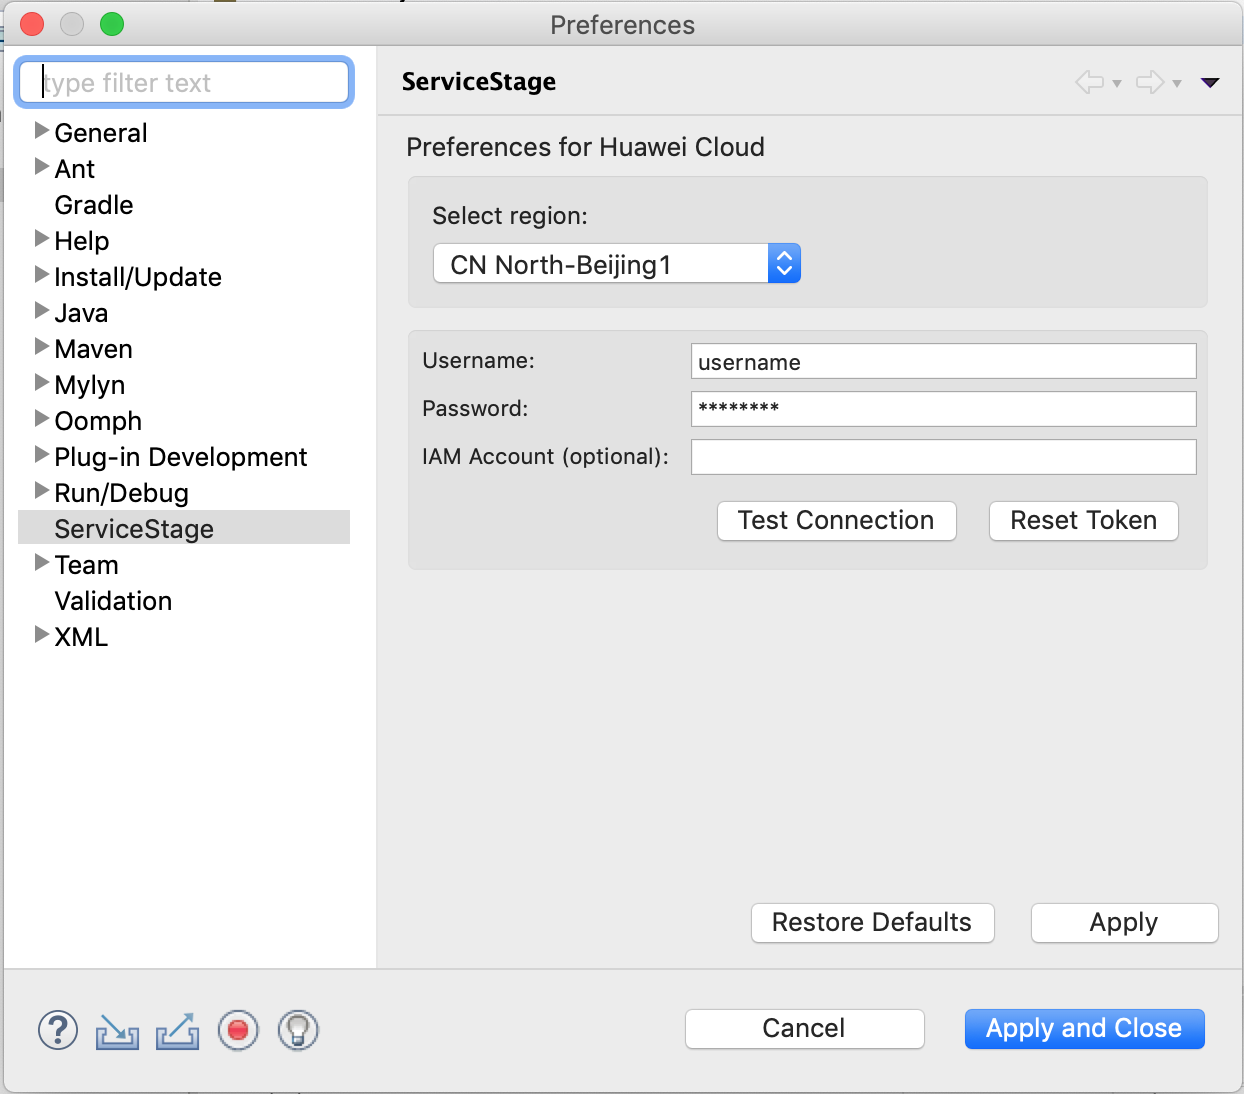 Preferences
type filter text
General
Ant
Gradle
Help
Install/Update
Java
Maven
Mylyn
Oomph
Plug-in Development
Run/Debug
ServiceStage
Team
Validation
XML
ServiceStage
Preferences for Huawei Cloud
Select region:
CN North-Beijing1
Username: username
Password: ********
IAM Account (optional):
Test Connection Reset Token
Restore Defaults Apply
? Cancel Apply and Close